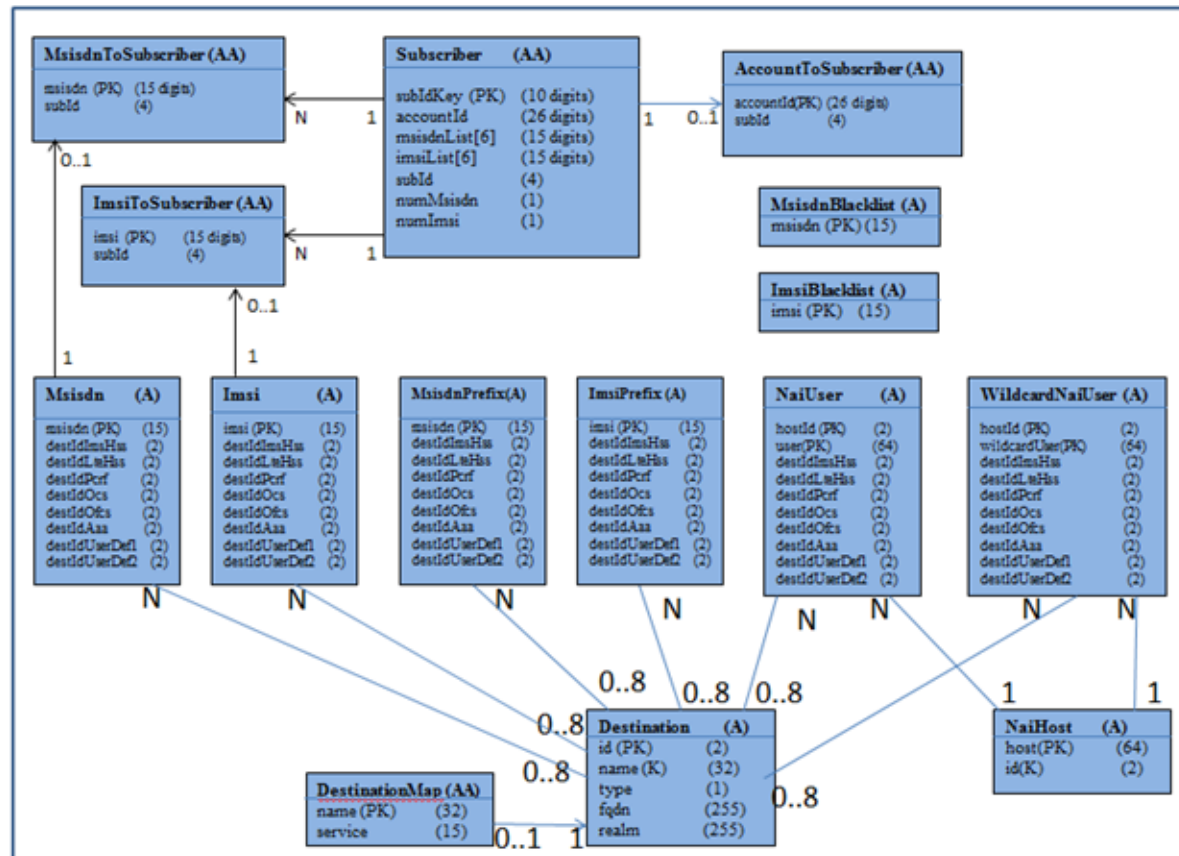 MsisdnToSubscriber (AA)
msisdn (PK) (15 digits)
subId (4)
Subscriber (AA)
subIdKey (PK) (10 digits)
accountId (26 digits)
msisdnList[6] (15 digits)
imsiList[6] (15 digits)
subId (4)
numMsisdn (1)
numImsi (1)
AccountToSubscriber (AA)
accountId(PK) (26 digits)
subId (4)
N
1
1
0..1
0..1
ImsiToSubscriber (AA)
imsi (PK) (15 digits)
subId (4)
N
1
MsisdnBlacklist (A)
msisdn (PK) (15)
ImsiBlacklist (A)
imsi (PK) (15)
0..1
1
1
Msisdn (A)
msisdn (PK) (15)
destIdImsHss (2)
destIdLteHss (2)
destIdPcrf (2)
destIdOcs (2)
destIdOfcs (2)
destIdAaa (2)
destIdUserDef1 (2)
destIdUserDef2 (2)
Imsi (A)
imsi (PK) (15)
destIdImsHss (2)
destIdLteHss (2)
destIdPcrf (2)
destIdOcs (2)
destIdOfcs (2)
destIdAaa (2)
destIdUserDef1 (2)
destIdUserDef2 (2)
MsisdnPrefix(A)
msisdn (PK) (15)
destIdImsHss (2)
destIdLteHss (2)
destIdPcrf (2)
destIdOcs (2)
destIdOfcs (2)
destIdAaa (2)
destIdUserDef1 (2)
destIdUserDef2 (2)
ImsiPrefix (A)
imsi (PK) (15)
destIdImsHss (2)
destIdLteHss (2)
destIdPcrf (2)
destIdOcs (2)
destIdOfcs (2)
destIdAaa (2)
destIdUserDef1 (2)
destIdUserDef2 (2)
NaiUser (A)
hostId (PK) (2)
user(PK) (64)
destIdImsHss (2)
destIdLteHss (2)
destIdPcrf (2)
destIdOcs (2)
destIdOfcs (2)
destIdAaa (2)
destIdUserDef1 (2)
destIdUserDef2 (2)
WildcardNaiUser (A)
hostId (PK) (2)
wildcardUser(PK) (64)
destIdImsHss (2)
destIdLteHss (2)
destIdPcrf (2)
destIdOcs (2)
destIdOfcs (2)
destIdAaa (2)
destIdUserDef1 (2)
destIdUserDef2 (2)
N
N
N
N
N
N
N
N
0..8
0..8
0..8
1
1
0..8
0..8
0..8
Destination (A)
id (PK) (2)
name (K) (32)
type (1)
fqdn (255)
realm (255)
NaiHost (A)
host(PK) (64)
id(K) (2)
DestinationMap (AA)
name (PK) (32)
service (15)
0..1
1